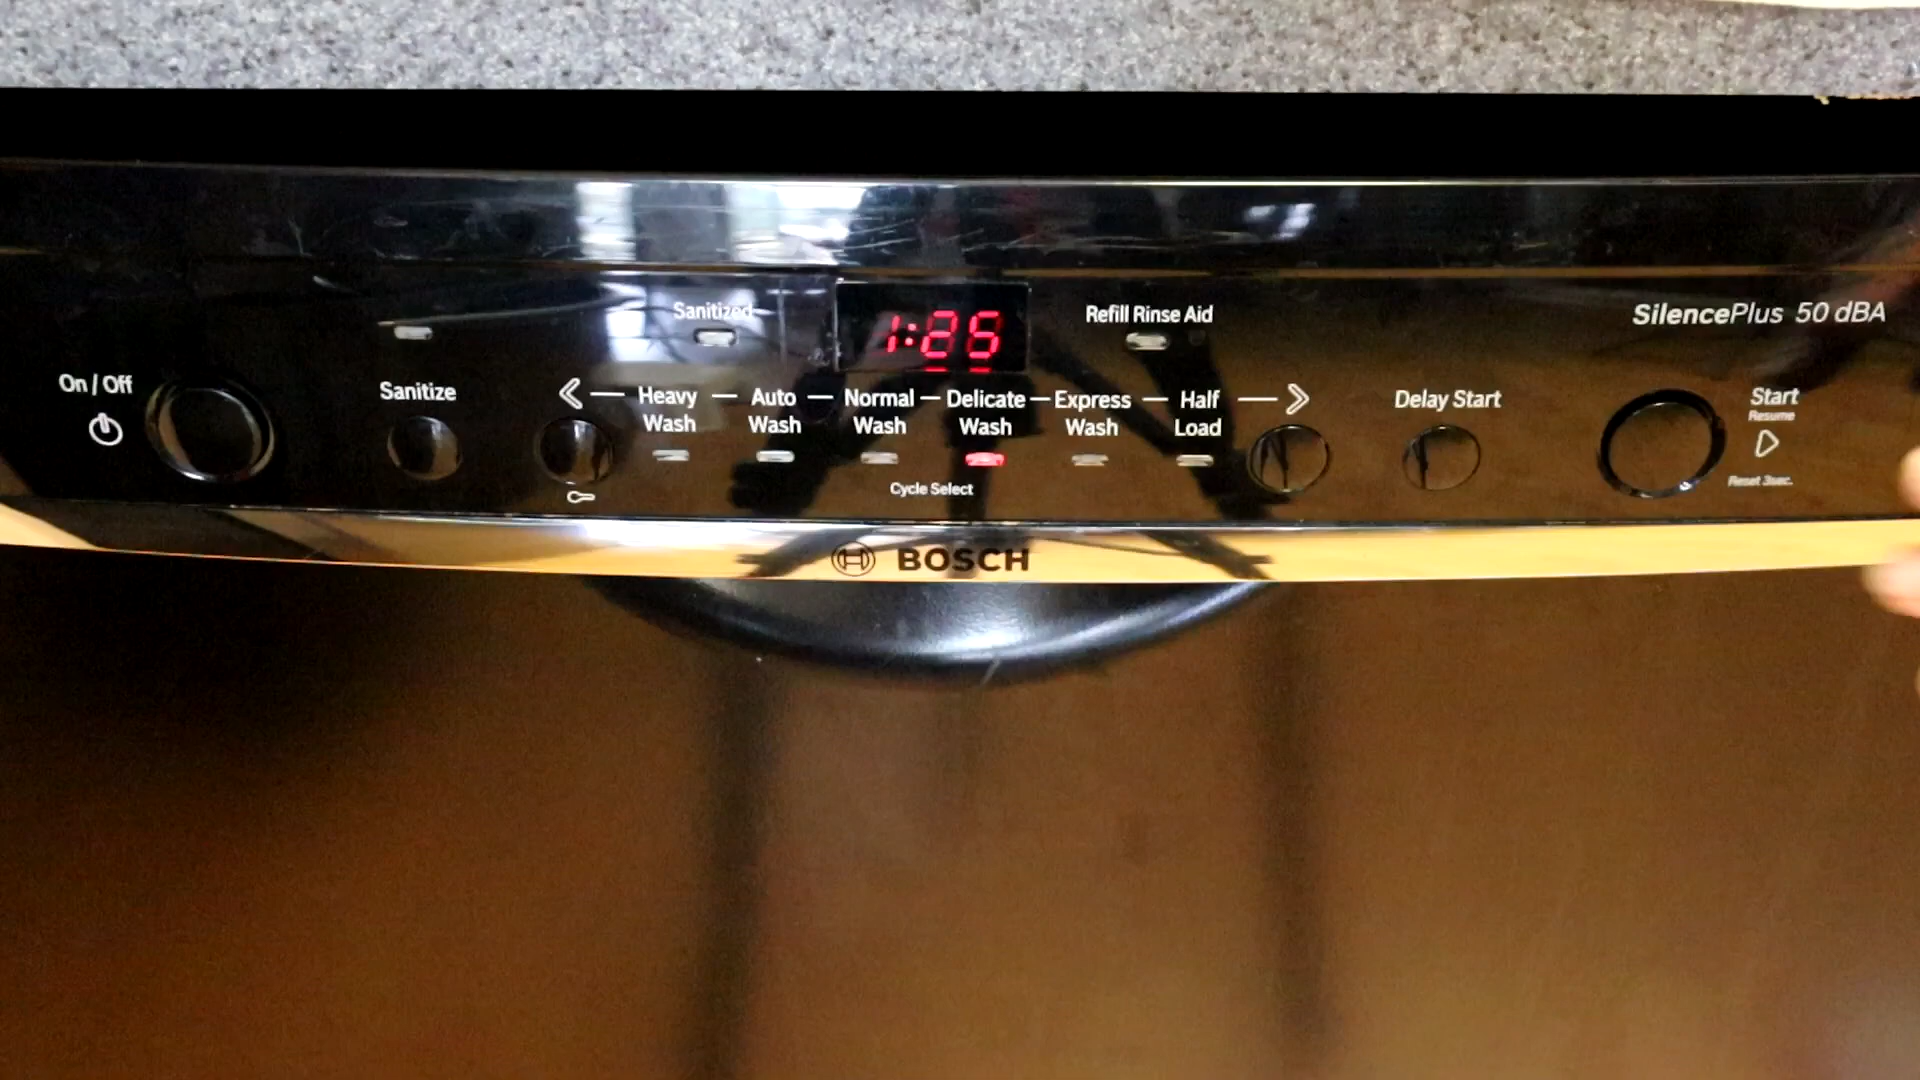 Sanitized
1:25
Refill Rinse Aid
SilencePlus 50 dBA
On / Off
Sanitize
Heavy Wash
Auto Wash
Normal Wash
Delicate Wash
Express Wash
Half Load
Delay Start
Start
Resume
Reset 3sec.
Cycle Select
BOSCH